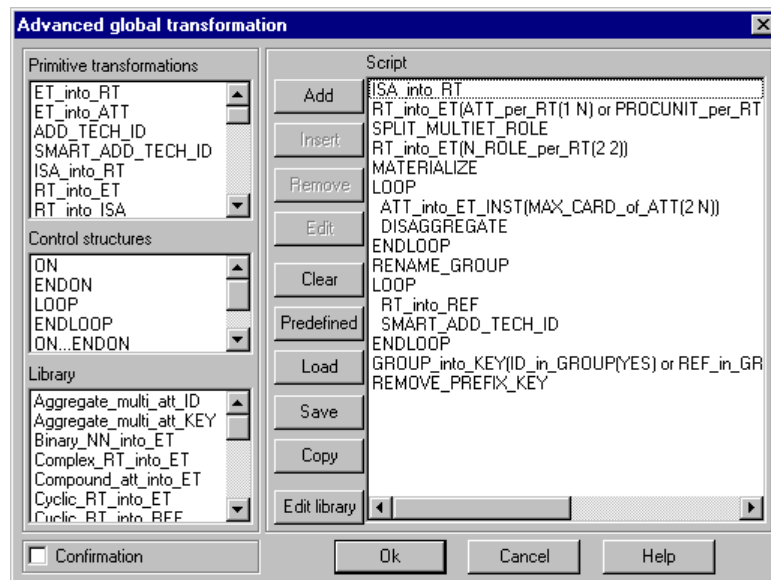 Advanced global transformation
Primitive transformations
ET_into_RT
ET_into_ATT
ADD_TECH_ID
SMART_ADD_TECH_ID
ISA_into_RT
RT_into_ET
RT_into_ISA
Control structures
ON
ENDON
LOOP
ENDLOOP
ON...ENDON
Library
Aggregate_multi_att_ID
Aggregate_multi_att_KEY
Binary_NN_into_ET
Complex_RT_into_ET
Compound_att_into_ET
Cyclic_RT_into_ET
Cyclic_RT_into_REF
Confirmation
Add
Insert
Remove
Edit
Clear
Predefined
Load
Save
Copy
Edit library
Script
ISA_into_RT
RT_into_ET(ATT_per_RT(1 N) or PROCUNIT_per_RT
SPLIT_MULTIET_ROLE
RT_into_ET(N_ROLE_per_RT(2 2))
MATERIALIZE
LOOP
ATT_into_ET_INST(MAX_CARD_of_ATT(2 N))
DISAGGREGATE
ENDLOOP
RENAME_GROUP
LOOP
RT_into_REF
SMART_ADD_TECH_ID
ENDLOOP
GROUP_into_KEY(ID_in_GROUP(YES) or REF_in_GR
REMOVE_PREFIX_KEY
Ok
Cancel
Help